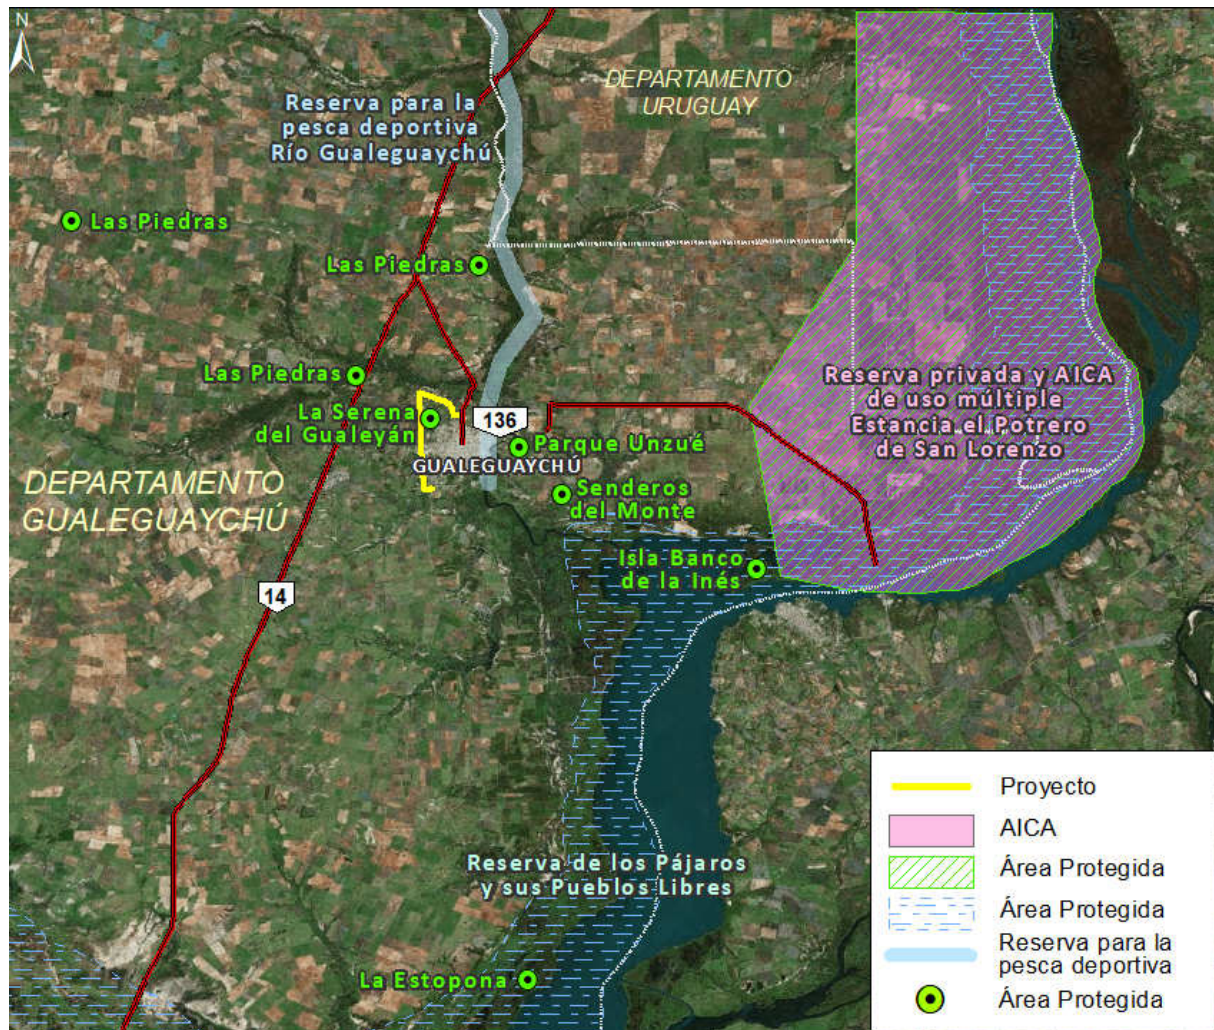 N
DEPARTAMENTO
URUGUAY
Reserva para la
pesca deportiva
Río Gualeguaychú
Las Piedras
Las Piedras
Las Piedras
Reserva privada y AICA
de uso múltiple
Estancia el Potrero
de San Lorenzo
La Serena
del Gualeyán
136
Parque Unzué
GUALEGUAYCHÚ
DEPARTAMENTO
GUALEGUAYCHÚ
Senderos
del Monte
Isla Banco
de la Inés
14
Reserva de los Pájaros
y sus Pueblos Libres
La Estopona
Proyecto
AICA
Área Protegida
Área Protegida
Reserva para la
pesca deportiva
Área Protegida